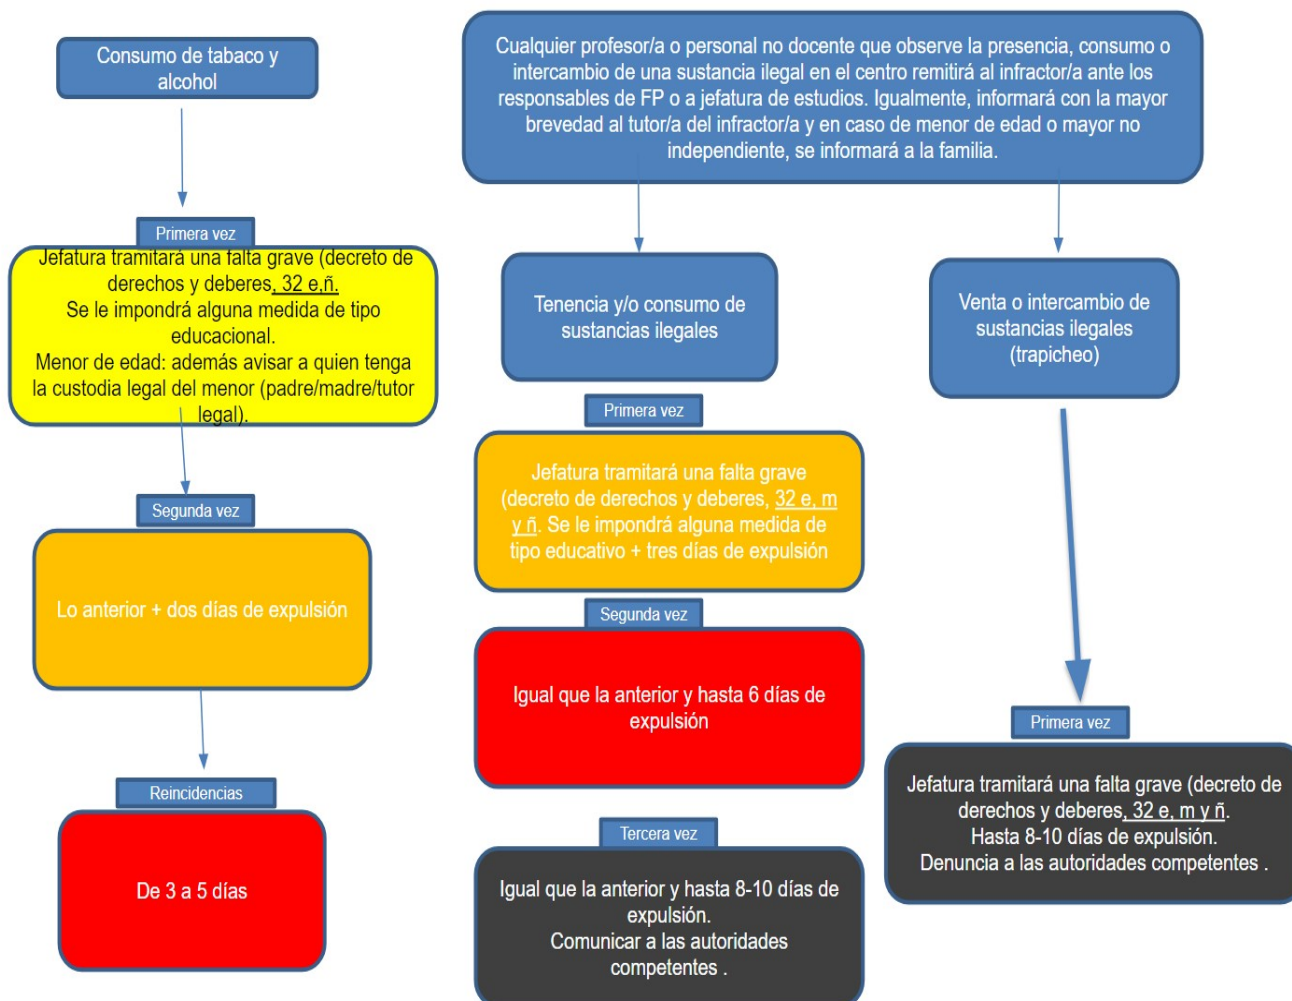 Consumo de tabaco y
alcohol
Primera vez
Jefatura tramitará una falta grave (decreto de
derechos y deberes, 32 e,ñ.
Se le impondrá alguna medida de tipo
educacional.
Menor de edad: además avisar a quien tenga
la custodia legal del menor (padre/madre/tutor
legal).
Segunda vez
Lo anterior + dos días de expulsión
Reincidencias
De 3 a 5 días
Cualquier profesor/a o personal no docente que observe la presencia, consumo o
intercambio de una sustancia ilegal en el centro remitirá al infractor/a ante los
responsables de FP o a jefatura de estudios. Igualmente, informará con la mayor
brevedad al tutor/a del infractor/a y en caso de menor de edad o mayor no
independiente, se informará a la familia.
Tenencia y/o consumo de
sustancias ilegales
Primera vez
Jefatura tramitará una falta grave
(decreto de derechos y deberes, 32 e, m
y ñ. Se le impondrá alguna medida de
tipo educativo + tres días de expulsión
Segunda vez
Igual que la anterior y hasta 6 días de
expulsión
Tercera vez
Igual que la anterior y hasta 8-10 días de
expulsión.
Comunicar a las autoridades
competentes .
Venta o intercambio de
sustancias ilegales
(trapicheo)
Primera vez
Jefatura tramitará una falta grave (decreto de
derechos y deberes, 32 e, m y ñ.
Hasta 8-10 días de expulsión.
Denuncia a las autoridades competentes .